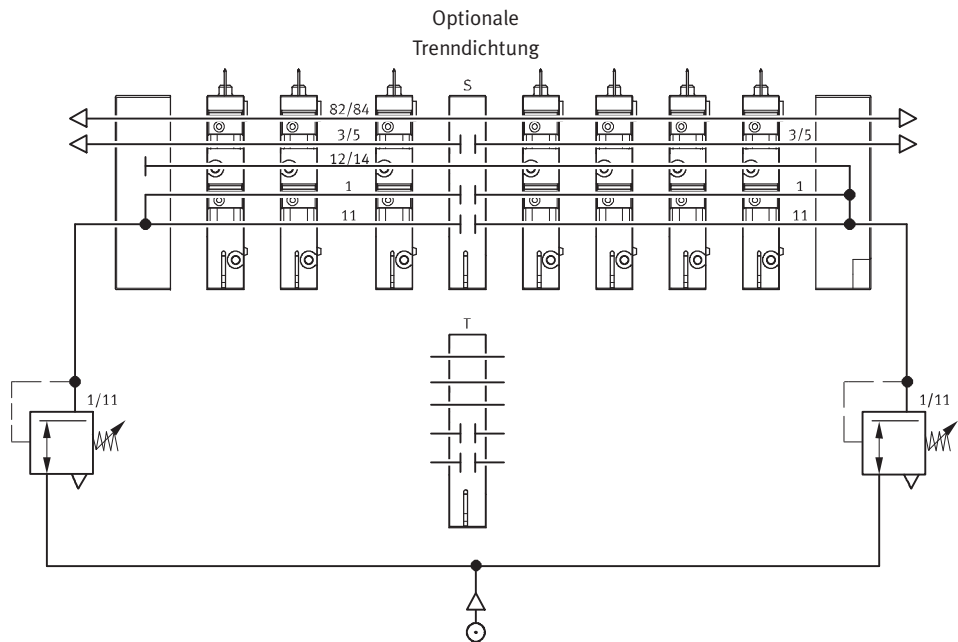 Optionale
Trenndichtung
S
82/84
3/5 3/5
12/14
1 1
11 11
T
1/11 1/11